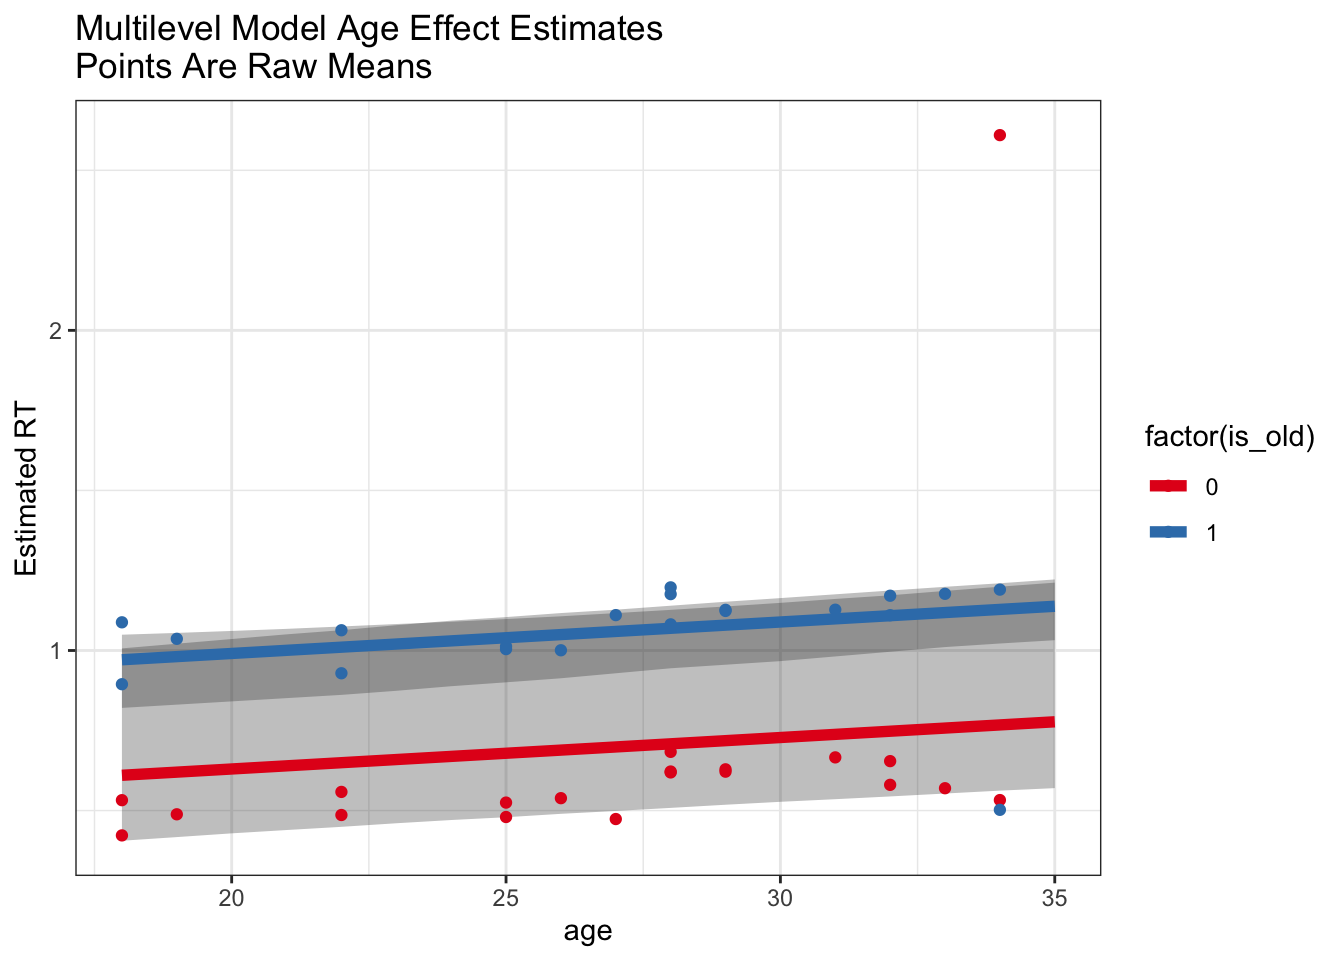 Multilevel Model Age Effect Estimates
Points Are Raw Means
Estimated RT
2
1
20
25
30
35
age
factor(is_old)
0
1